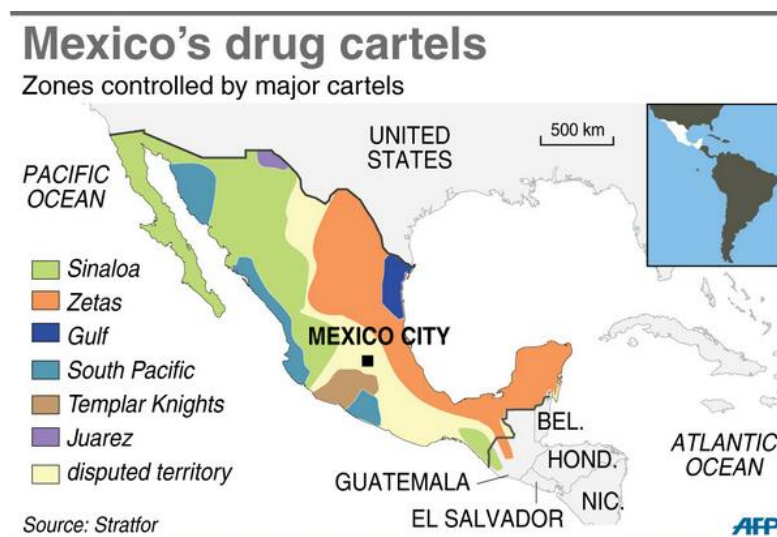 Mexico's drug cartels
Zones controlled by major cartels
UNITED
STATES
500 km
PACIFIC
OCEAN
Sinaloa
Zetas
Gulf
South Pacific
Templar Knights
Juarez
disputed territory
MEXICO CITY
BEL.
HOND.
NIC.
GUATEMALA
EL SALVADOR
ATLANTIC
OCEAN
Source: Stratfor
AFP